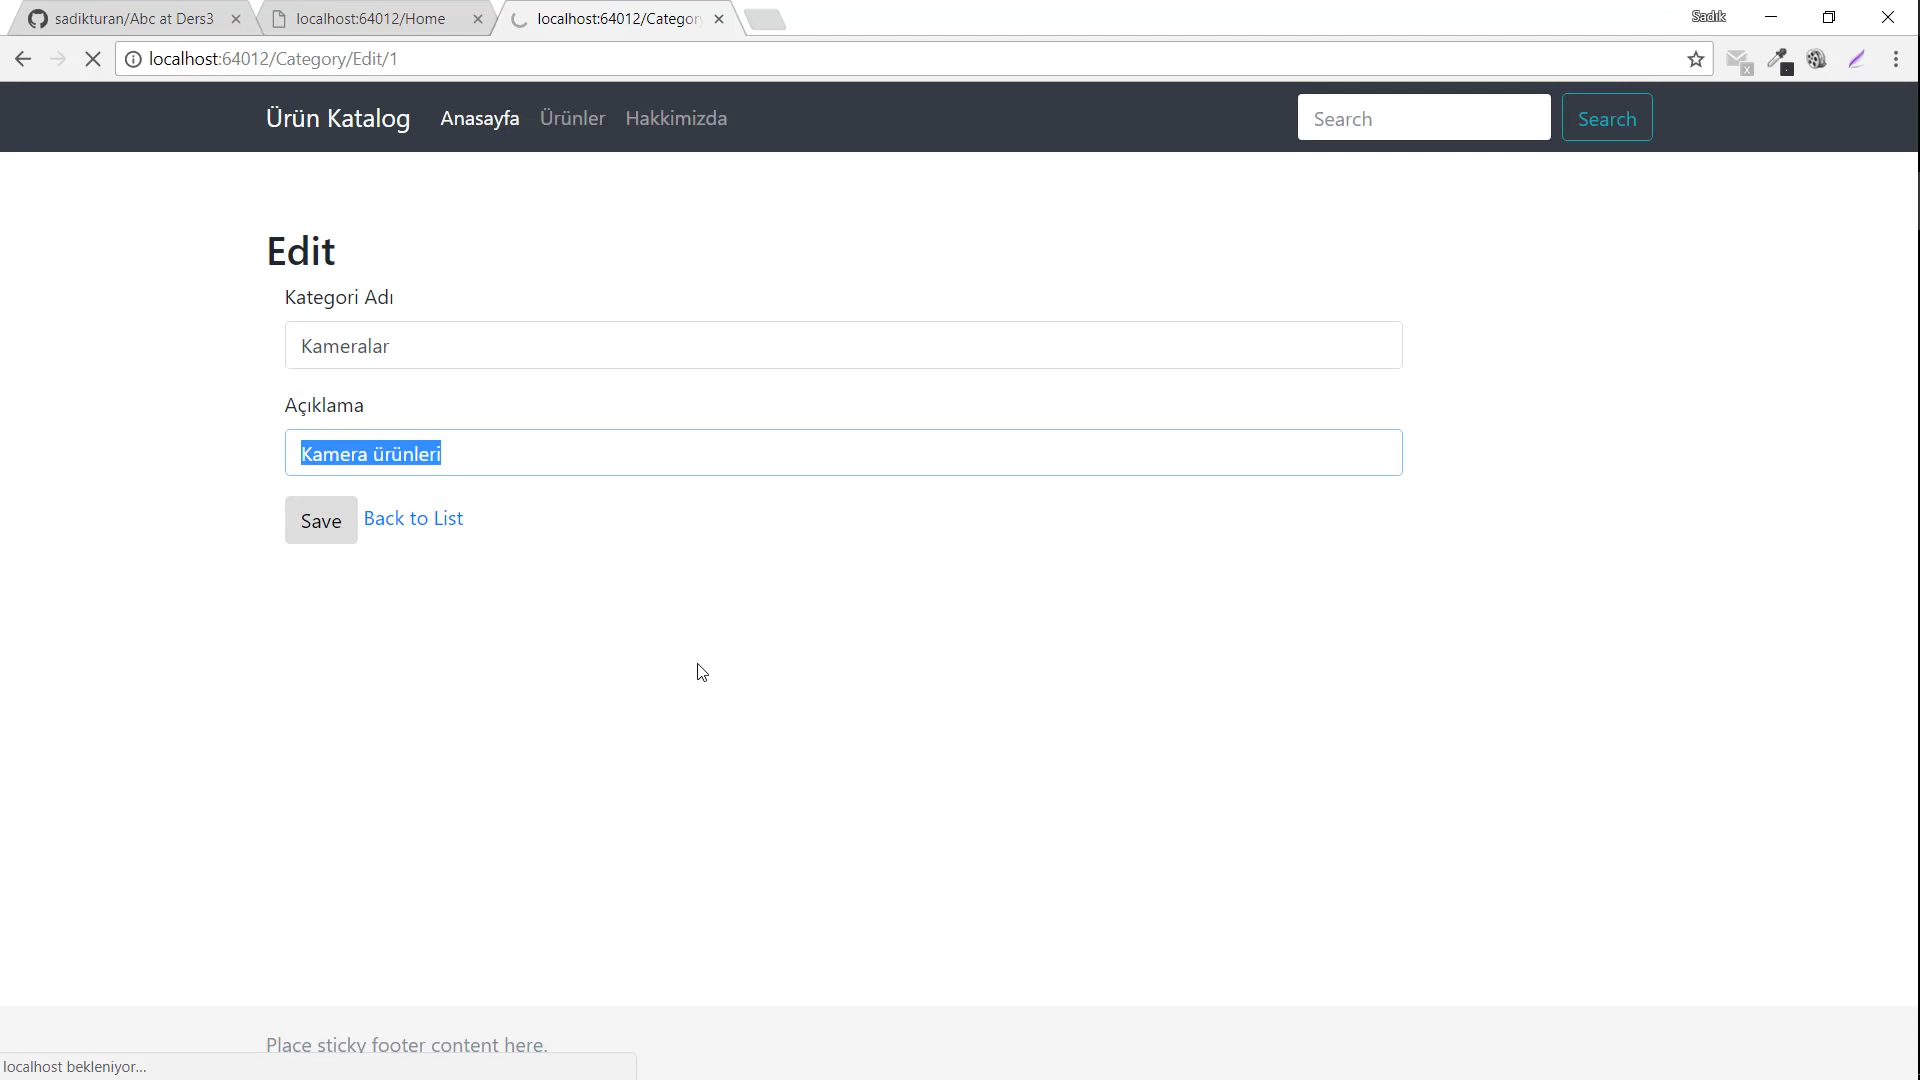 sadikturan/Abc at Ders3
localhost:64012/Home
localhost:64012/Categor
Sadık
localhost:64012/Category/Edit/1
Ürün Katalog
Anasayfa
Ürünler
Hakkimizda
Search
Search
Edit
Kategori Adı
Kameralar
Açıklama
Kamera ürünleri
Save
Back to List
Place sticky footer content here.
localhost bekleniyor...